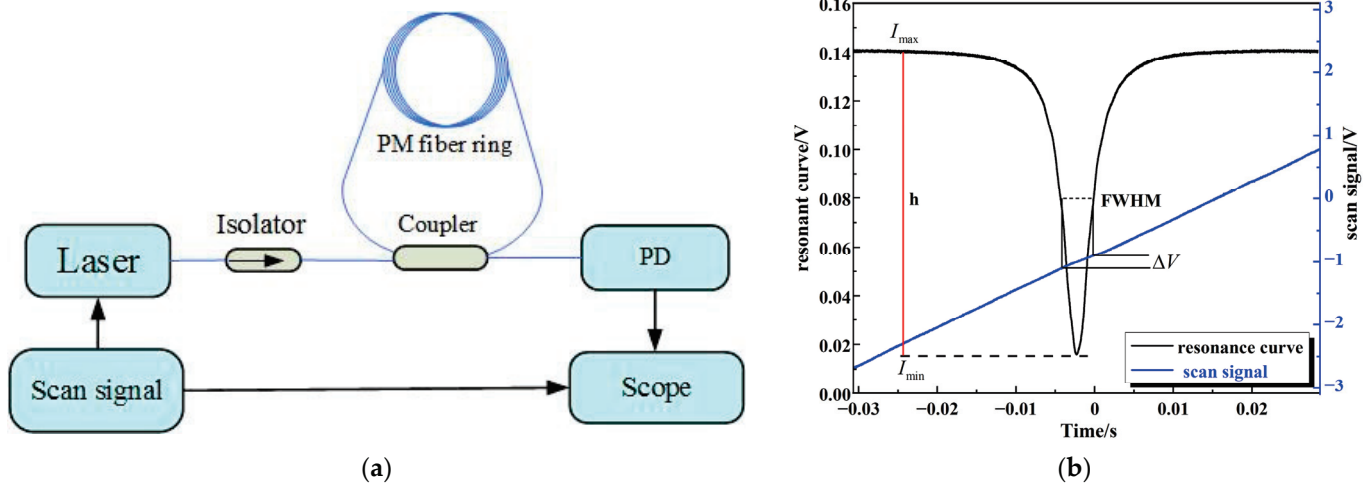 PM fiber ring
Isolator
Coupler
Laser
PD
Scan signal
Scope
(a)
resonant curve/V
0.16
0.14
0.12
0.10
0.08
0.06
0.04
0.02
0.00
I_max
h
I_min
FWHM
ΔV
resonance curve
scan signal
3
2
1
0
−1
−2
−3
scan signal/V
−0.03
−0.02
−0.01
0
0.01
0.02
Time/s
(b)